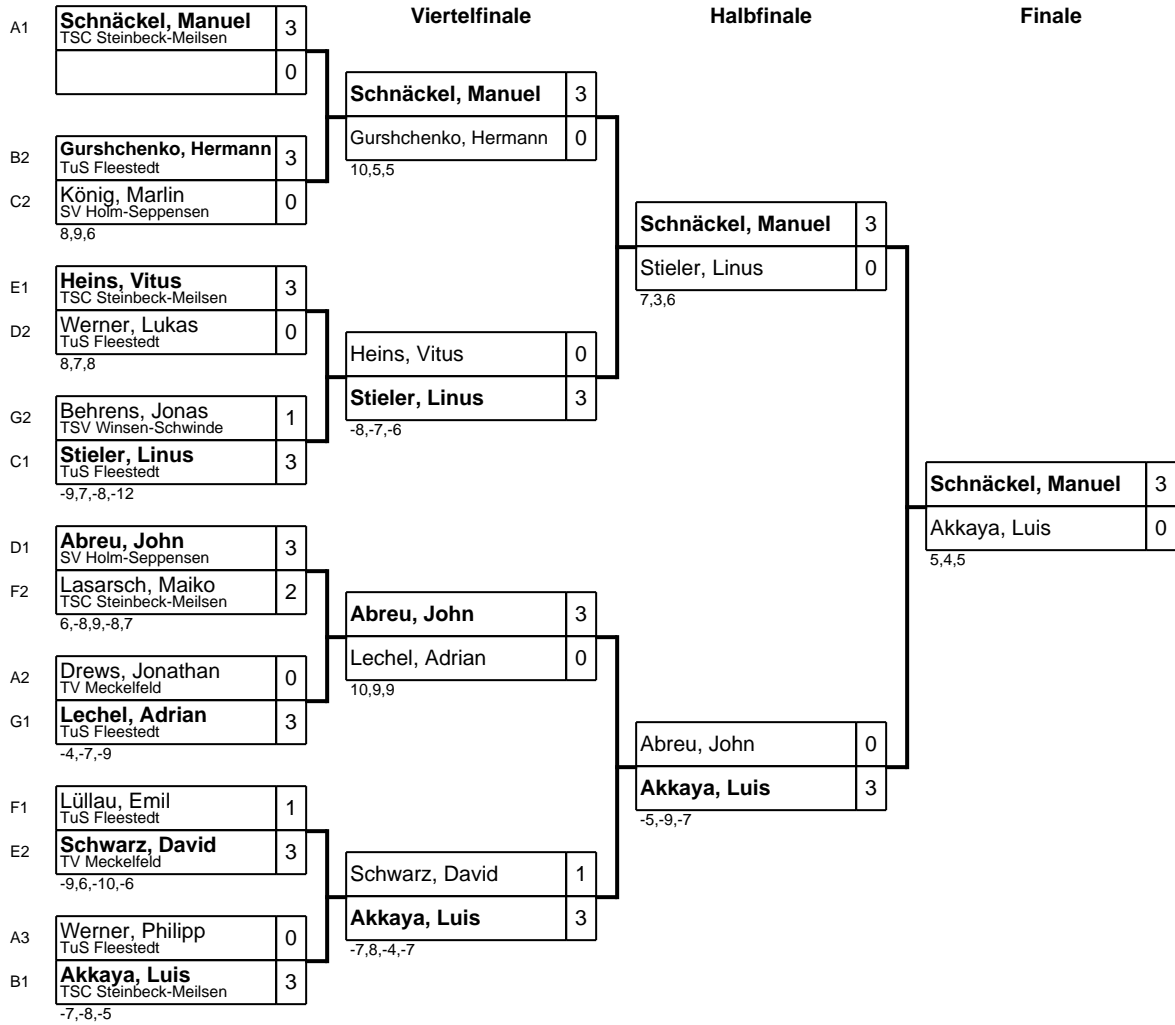 Viertelfinale
Halbfinale
Finale
A1
Schnäckel, Manuel 3
TSC Steinbeck-Meilsen
0
B2
Gurshchenko, Hermann 3
TuS Fleestedt
C2
König, Marlin 0
SV Holm-Seppensen
8,9,6
E1
Heins, Vitus 3
TSC Steinbeck-Meilsen
D2
Werner, Lukas 0
TuS Fleestedt
8,7,8
G2
Behrens, Jonas 1
TSV Winsen-Schwinde
C1
Stieler, Linus 3
TuS Fleestedt
-9,7,-8,-12
D1
Abreu, John 3
SV Holm-Seppensen
F2
Lasarsch, Maiko 2
TSC Steinbeck-Meilsen
6,-8,9,-8,7
A2
Drews, Jonathan 0
TV Meckelfeld
G1
Lechel, Adrian 3
TuS Fleestedt
-4,-7,-9
F1
Lüllau, Emil 1
TuS Fleestedt
E2
Schwarz, David 3
TV Meckelfeld
-9,6,-10,-6
A3
Werner, Philipp 0
TuS Fleestedt
B1
Akkaya, Luis 3
TSC Steinbeck-Meilsen
-7,-8,-5
Schnäckel, Manuel 3
Gurshchenko, Hermann 0
10,5,5
Heins, Vitus 0
Stieler, Linus 3
-8,-7,-6
Abreu, John 3
Lechel, Adrian 0
10,9,9
Schwarz, David 1
Akkaya, Luis 3
-7,8,-4,-7
Schnäckel, Manuel 3
Stieler, Linus 0
7,3,6
Abreu, John 0
Akkaya, Luis 3
-5,-9,-7
Schnäckel, Manuel 3
Akkaya, Luis 0
5,4,5